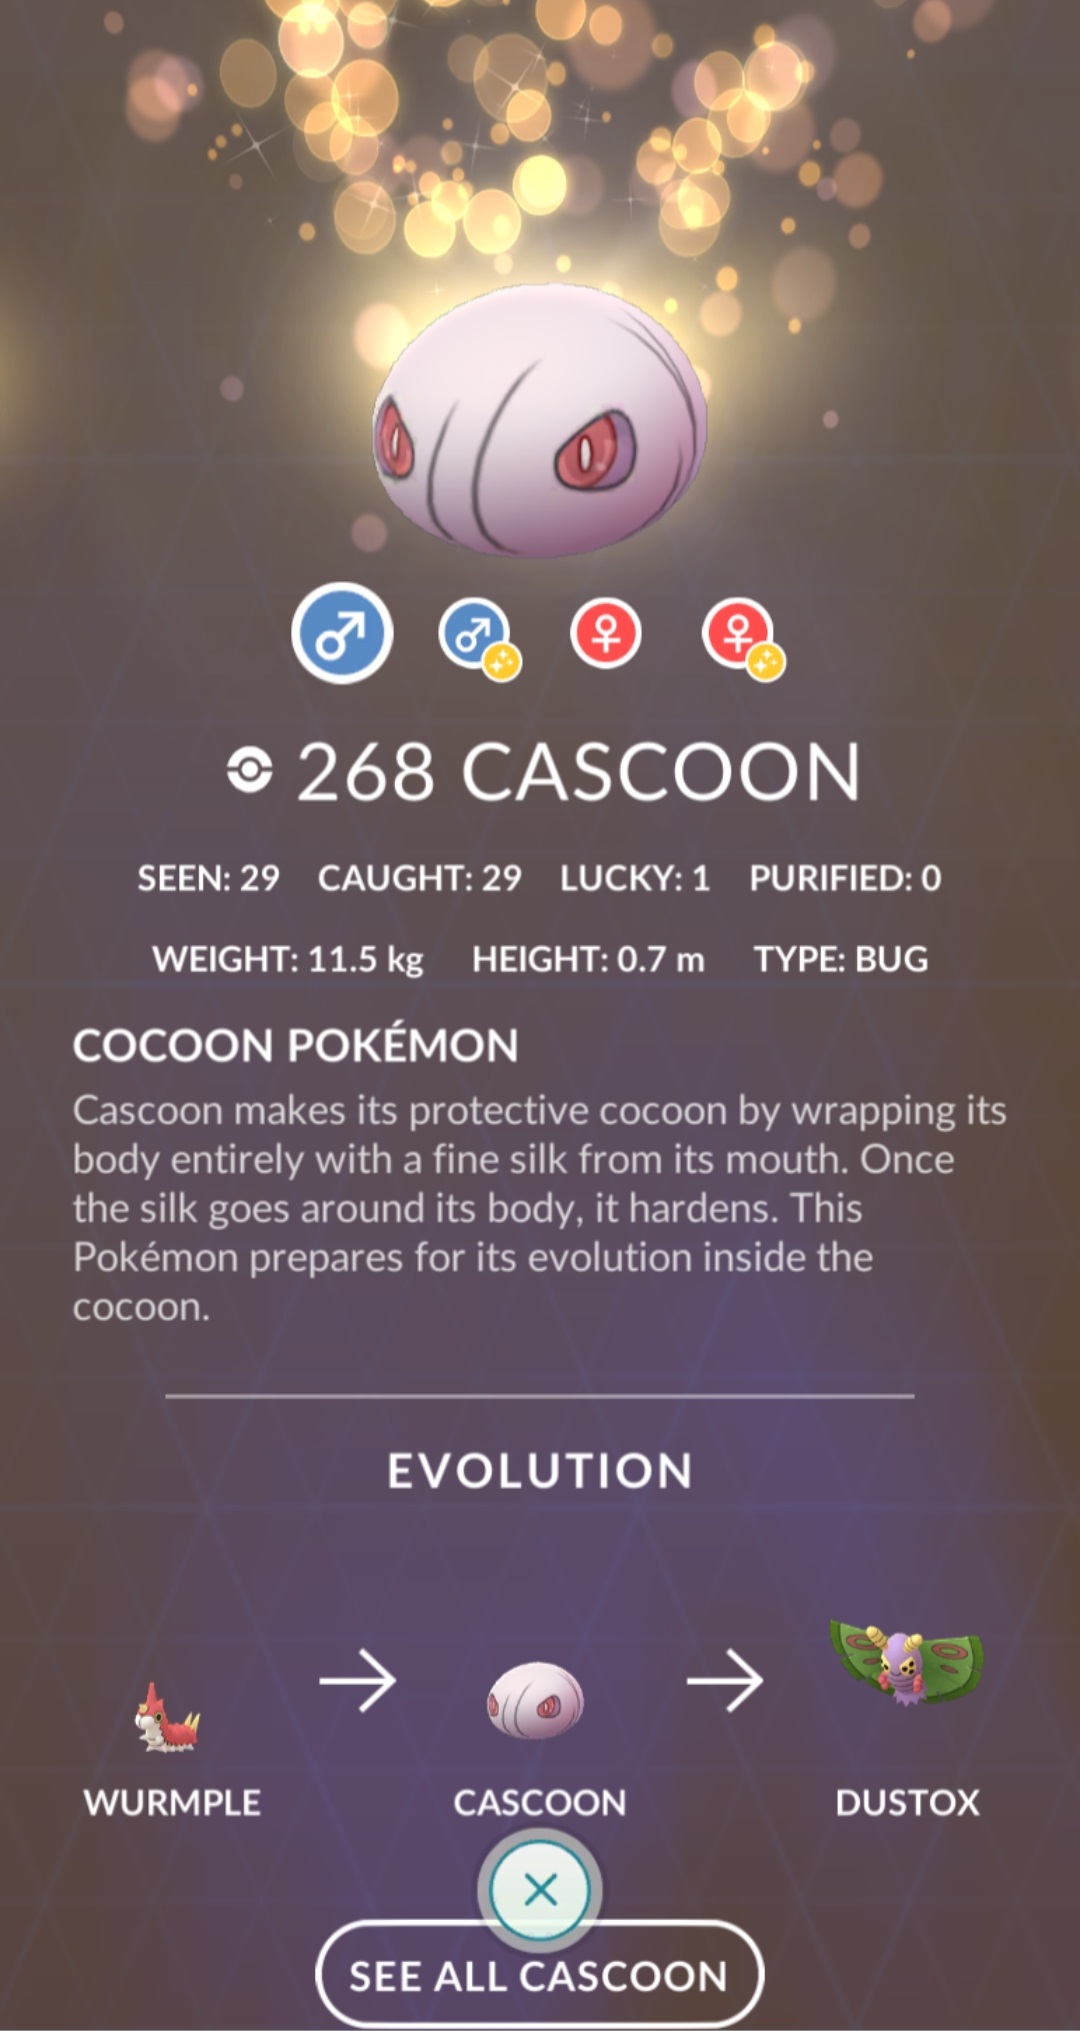 268 CASCOON
SEEN: 29 CAUGHT: 29 LUCKY: 1 PURIFIED: 0
WEIGHT: 11.5 kg HEIGHT: 0.7 m TYPE: BUG
COCOON POKÉMON
Cascoon makes its protective cocoon by wrapping its
body entirely with a fine silk from its mouth. Once
the silk goes around its body, it hardens. This
Pokémon prepares for its evolution inside the
cocoon.
EVOLUTION
WURMPLE CASCOON DUSTOX
SEE ALL CASCOON